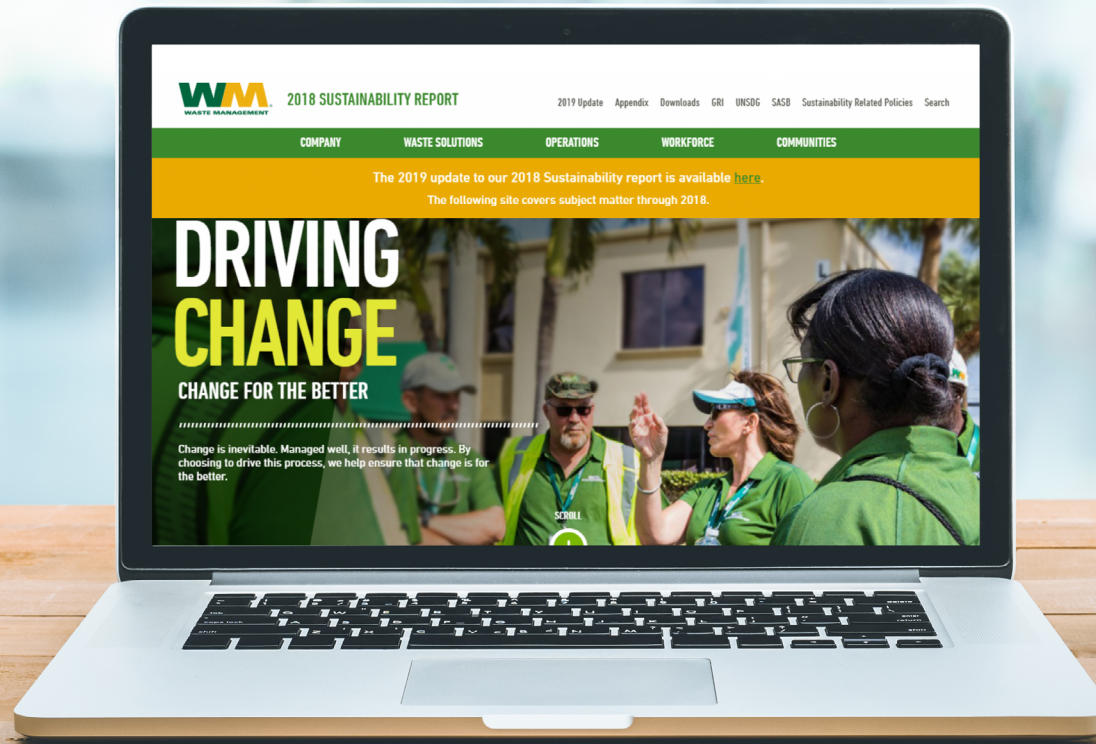 WM
WASTE MANAGEMENT
2018 SUSTAINABILITY REPORT
2019 Update Appendix Downloads GRI UNSDG SASB Sustainability Related Policies Search
COMPANY WASTE SOLUTIONS OPERATIONS WORKFORCE COMMUNITIES
The 2019 update to our 2018 Sustainability report is available here.
The following site covers subject matter through 2018.
DRIVING
CHANGE
CHANGE FOR THE BETTER
Change is inevitable. Managed well, it results in progress. By
choosing to drive this process, we help ensure that change is for
the better.
SCROLL